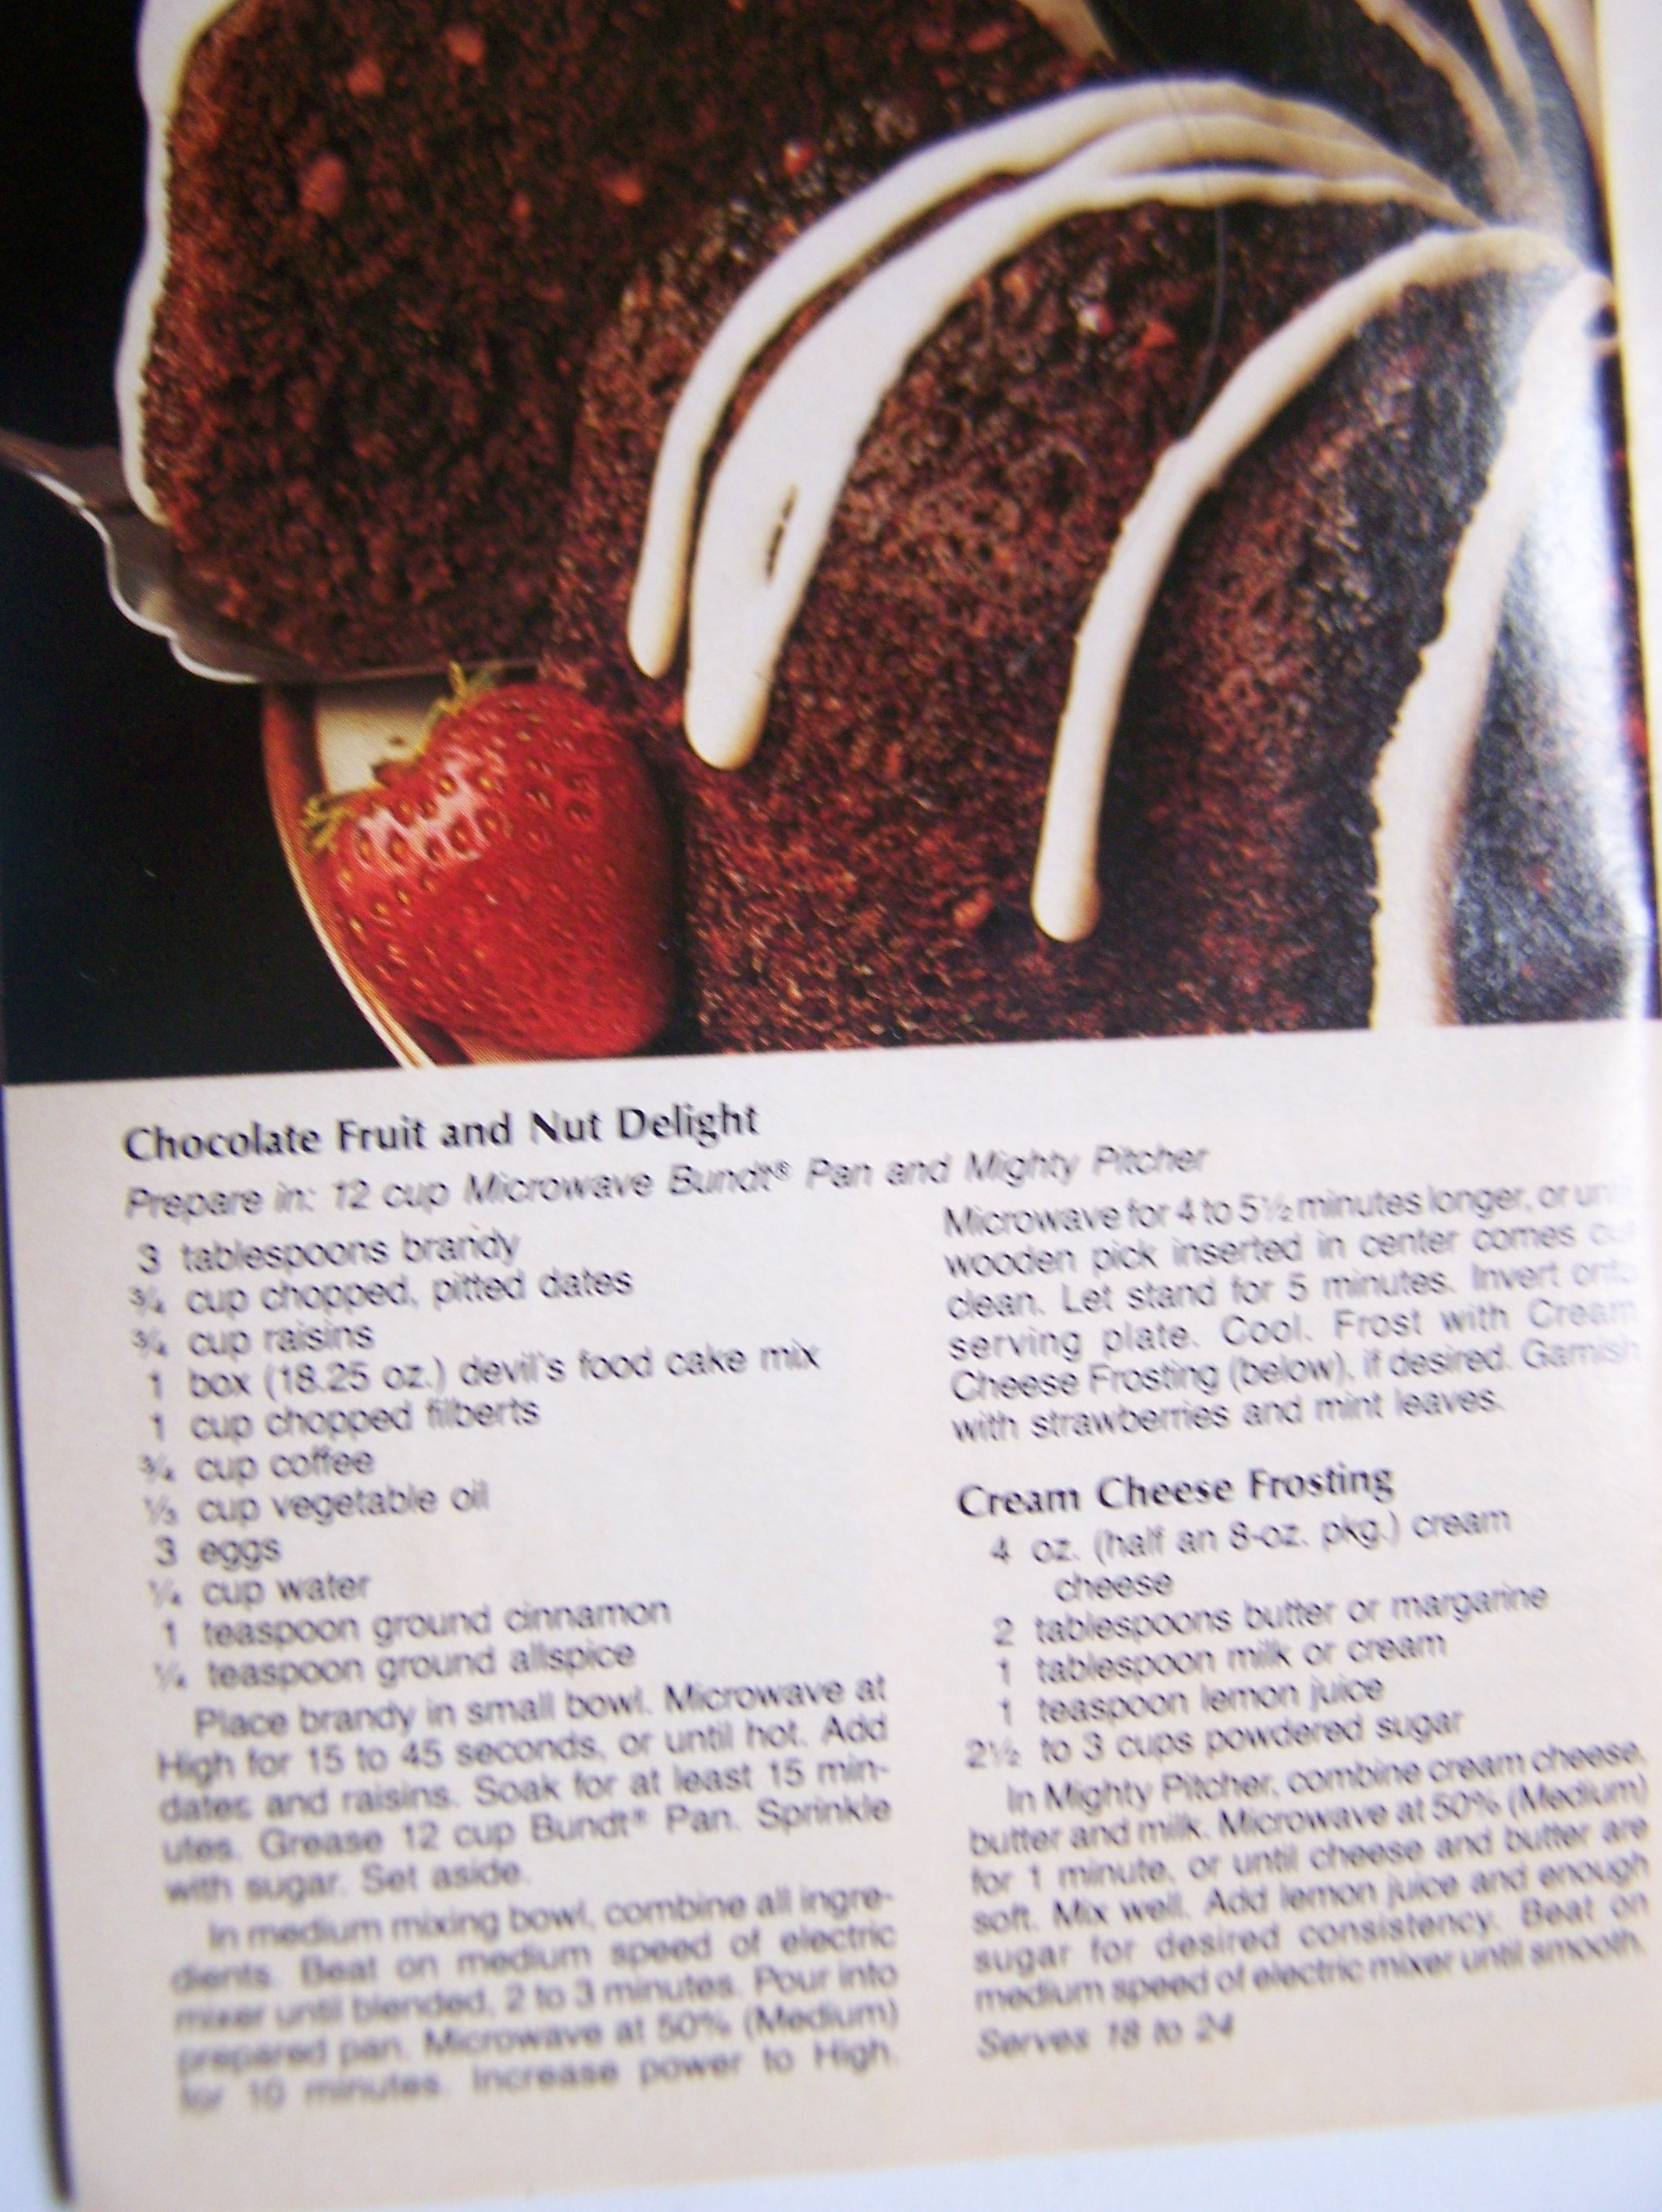 Chocolate Fruit and Nut Delight
Prepare in: 12 cup Microwave Bundt® Pan and Mighty Pitcher
3 tablespoons brandy
¾ cup chopped, pitted dates
¾ cup raisins
1 box (18.25 oz.) devil's food cake mix
1 cup chopped filberts
¾ cup coffee
⅓ cup vegetable oil
3 eggs
¼ cup water
1 teaspoon ground cinnamon
¼ teaspoon ground allspice
Place brandy in small bowl. Microwave at
High for 15 to 45 seconds, or until hot. Add
dates and raisins. Soak for at least 15 min-
utes. Grease 12 cup Bundt® Pan. Sprinkle
with sugar. Set aside.
In medium mixing bowl, combine all ingre-
dients. Beat on medium speed of electric
mixer until blended, 2 to 3 minutes. Pour into
prepared pan. Microwave at 50% (Medium)
for 10 minutes. Increase power to High.
Microwave for 4 to 5½ minutes longer, or
wooden pick inserted in center comes
clean. Let stand for 5 minutes. Invert onto
serving plate. Cool. Frost with Cream
Cheese Frosting (below), if desired. Garnish
with strawberries and mint leaves.
Cream Cheese Frosting
4 oz. (half an 8-oz. pkg.) cream
cheese
2 tablespoons butter or margarine
1 tablespoon milk or cream
1 teaspoon lemon juice
2½ to 3 cups powdered sugar
In Mighty Pitcher, combine cream cheese,
butter and milk. Microwave at 50% (Medium)
for 1 minute, or until cheese and butter are
soft. Mix well. Add lemon juice and enough
sugar for desired consistency. Beat on
medium speed of electric mixer until smooth.
Serves 18 to 24